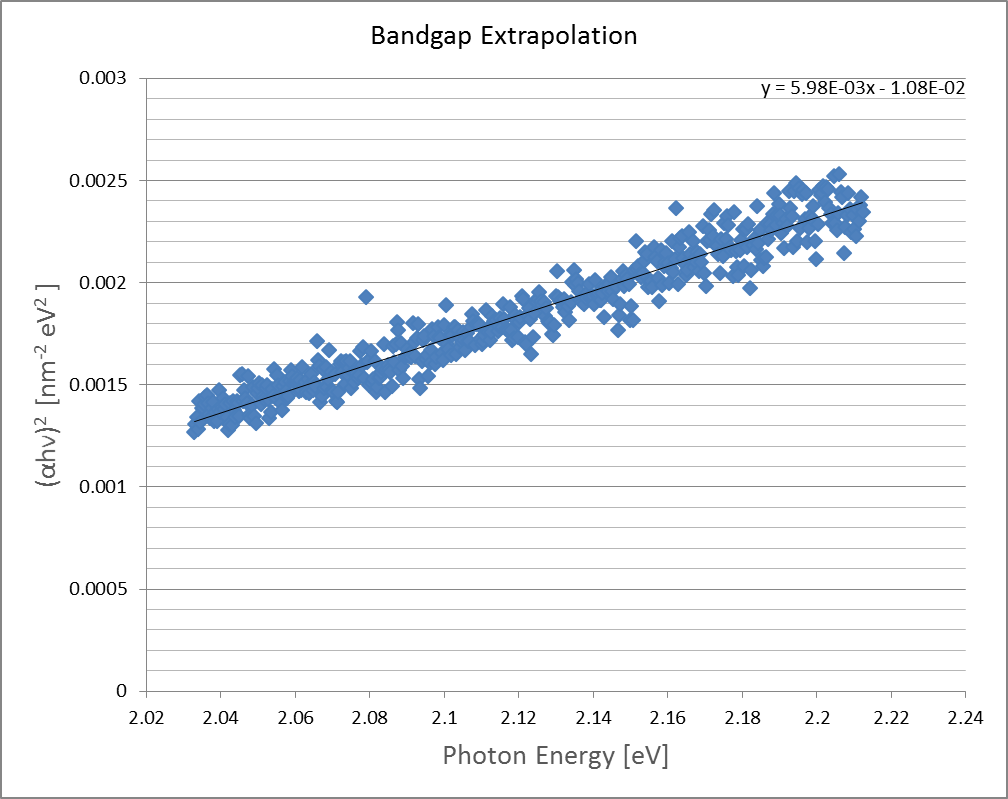 Bandgap Extrapolation
y = 5.98E-03x - 1.08E-02
0.003
0.0025
0.002
0.0015
0.001
0.0005
0
(αhν)² [nm⁻² eV² ]
2.02 2.04 2.06 2.08 2.1 2.12 2.14 2.16 2.18 2.2 2.22 2.24
Photon Energy [eV]